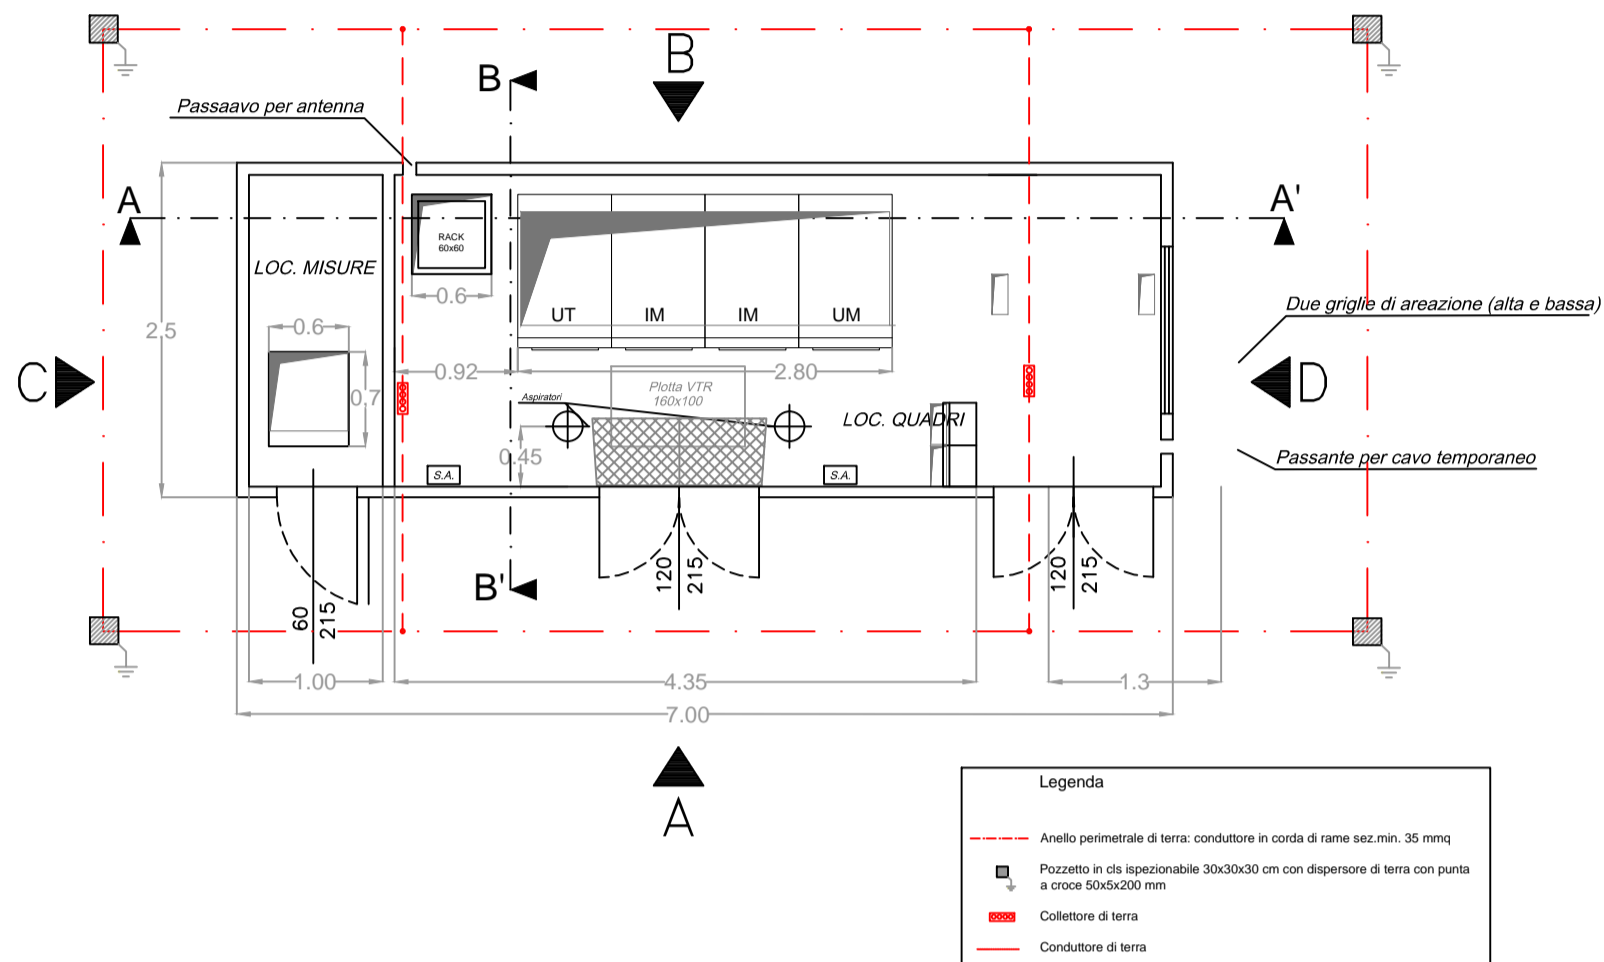 B
B
Passaavo per antenna
A
A'
RACK
60x60
LOC. MISURE
0.6
Due griglie di areazione (alta e bassa)
UT
IM
IM
UM
0.6
2.5
C
0.92
2.80
D
Plotta VTR
160x100
0.7
Aspiratori
LOC. QUADRI
0.45
Passante per cavo temporaneo
S.A.
S.A.
B'
120
215
120
215
60
215
1.00
4.35
1.3
7.00
A
Legenda
Anello perimetrale di terra: conduttore in corda di rame sez.min. 35 mmq
Pozzetto in cls ispezionabile 30x30x30 cm con dispersore di terra con punta
a croce 50x5x200 mm
Collettore di terra
Conduttore di terra